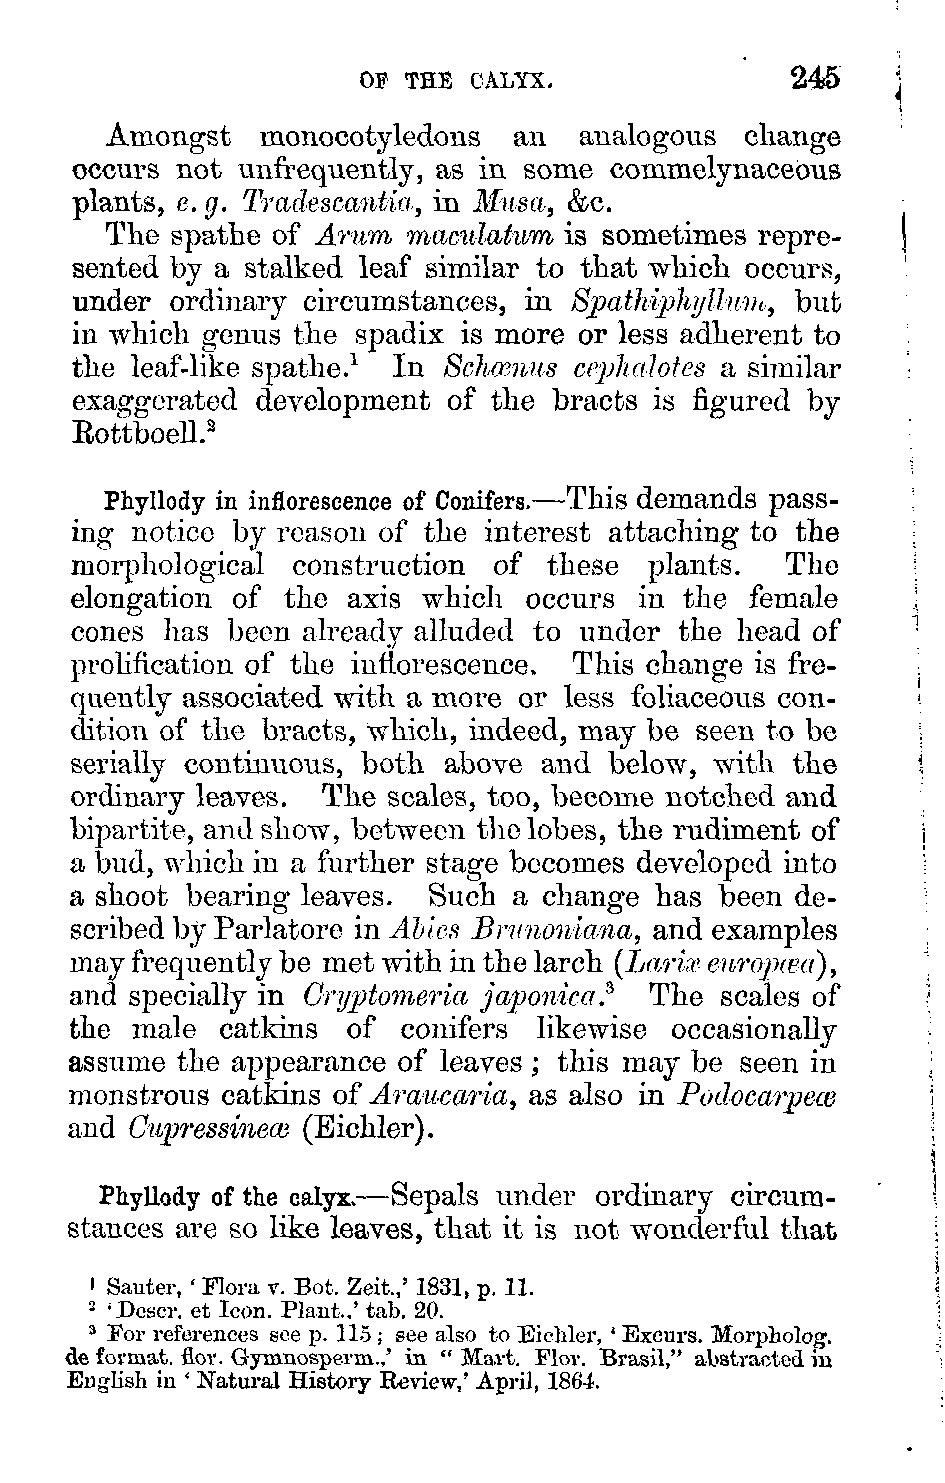 OF THE CALYX. 245
Amongst monocotyledons an analogous change
occurs not unfrequently, as in some commelynaceous
plants, e. g. Tradescantia, in Musa, &c.
The spathe of Arum maculatum is sometimes repre-
sented by a stalked leaf similar to that which occurs,
under ordinary circumstances, in Spathiphyllum, but
in which genus the spadix is more or less adherent to
the leaf-like spathe.¹ In Schœnus cephalotes a similar
exaggerated development of the bracts is figured by
Rottboell.²
Phyllody in inflorescence of Conifers.—This demands pass-
ing notice by reason of the interest attaching to the
morphological construction of these plants. The
elongation of the axis which occurs in the female
cones has been already alluded to under the head of
prolification of the inflorescence. This change is fre-
quently associated with a more or less foliaceous con-
dition of the bracts, which, indeed, may be seen to be
serially continuous, both above and below, with the
ordinary leaves. The scales, too, become notched and
bipartite, and show, between the lobes, the rudiment of
a bud, which in a further stage becomes developed into
a shoot bearing leaves. Such a change has been de-
scribed by Parlatore in Abies Brunoniana, and examples
may frequently be met with in the larch (Larix europæa),
and specially in Cryptomeria japonica.³ The scales of
the male catkins of conifers likewise occasionally
assume the appearance of leaves ; this may be seen in
monstrous catkins of Araucaria, as also in Podocarpeæ
and Cupressineæ (Eichler).
Phyllody of the calyx.—Sepals under ordinary circum-
stances are so like leaves, that it is not wonderful that
¹ Sauter, ‘ Flora v. Bot. Zeit.,’ 1831, p. 11.
² ‘ Descr. et Icon. Plant.,’ tab. 20.
³ For references see p. 115 ; see also to Eichler, ‘ Excurs. Morpholog.
de format. flor. Gymnosperm.,’ in “ Mart. Flor. Brasil,” abstracted in
English in ‘ Natural History Review,’ April, 1864.